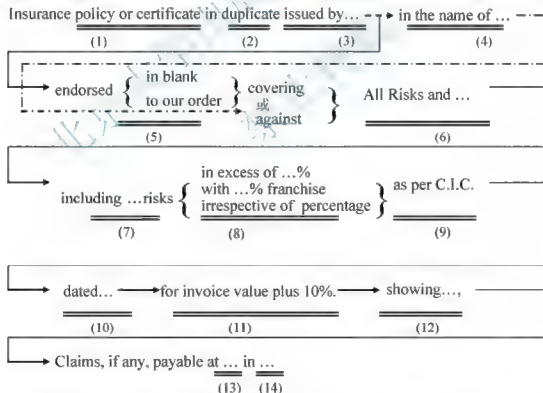 Insurance policy or certificate in duplicate issued by… in the name of …
(1) (2) (3) (4)
endorsed { in blank to our order } covering 或 against } All Risks and …
(5) (6)
including …risks { in excess of …% with …% franchise irrespective of percentage } as per C.I.C.
(7) (8) (9)
dated… for invoice value plus 10%. showing…,
(10) (11) (12)
Claims, if any, payable at … in …
(13) (14)